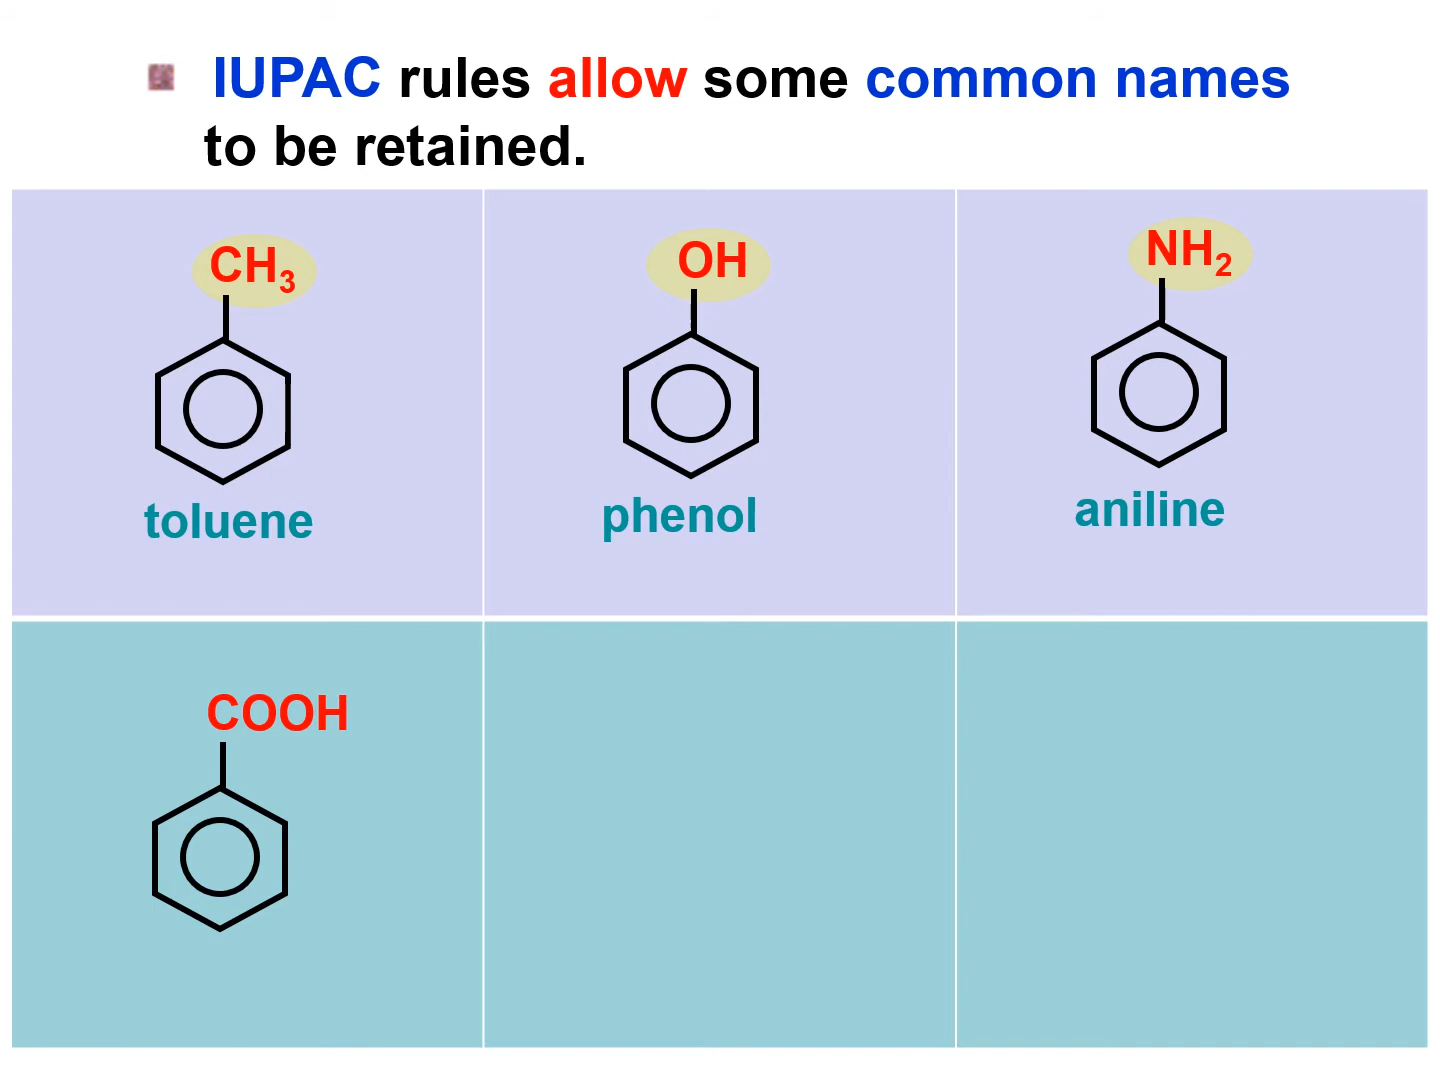 IUPAC rules allow some common names
to be retained.
CH₃
OH
NH₂
toluene
phenol
aniline
COOH